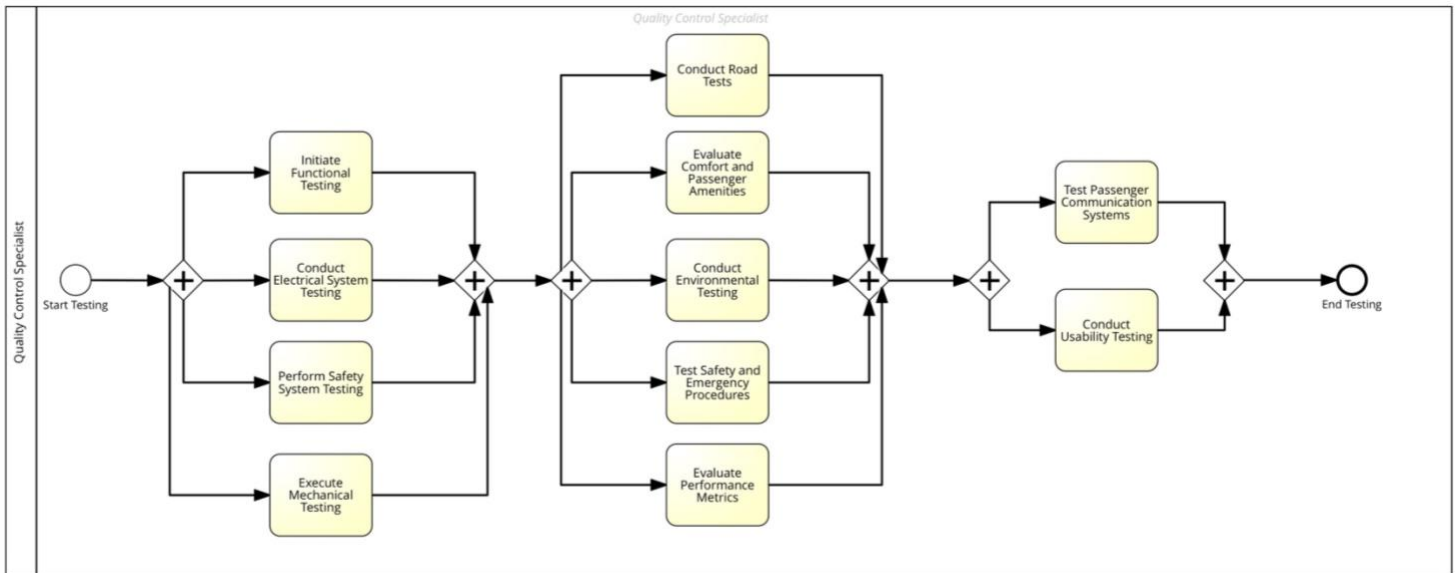 Quality Control Specialist
Quality Control Specialist
Start Testing
Initiate
Functional
Testing
Conduct
Electrical System
Testing
Perform Safety
System Testing
Execute
Mechanical
Testing
Conduct Road
Tests
Evaluate
Comfort and
Passenger
Amenities
Conduct
Environmental
Testing
Test Safety and
Emergency
Procedures
Evaluate
Performance
Metrics
Test Passenger
Communication
Systems
Conduct
Usability Testing
End Testing